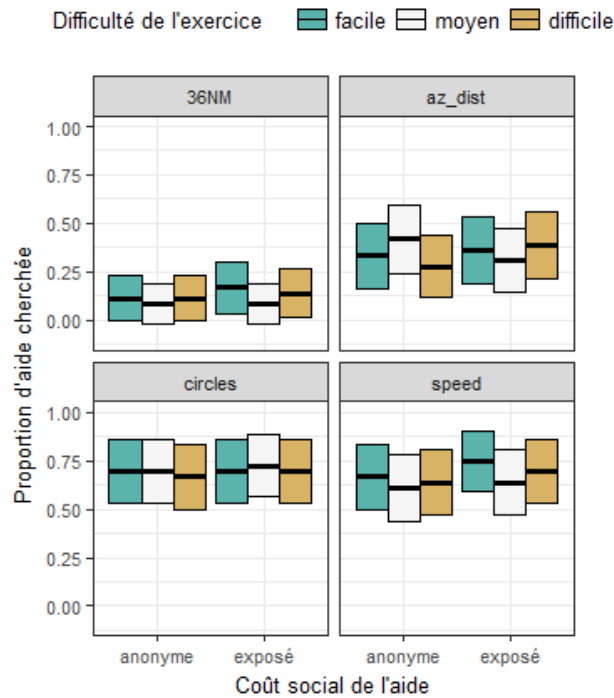 Difficulté de l'exercice facile moyen difficile
36NM az_dist
1.00
0.75
0.50
0.25
0.00
circles speed
1.00
0.75
0.50
0.25
0.00
Proportion d'aide cherchée
anonyme exposé anonyme exposé
Coût social de l'aide